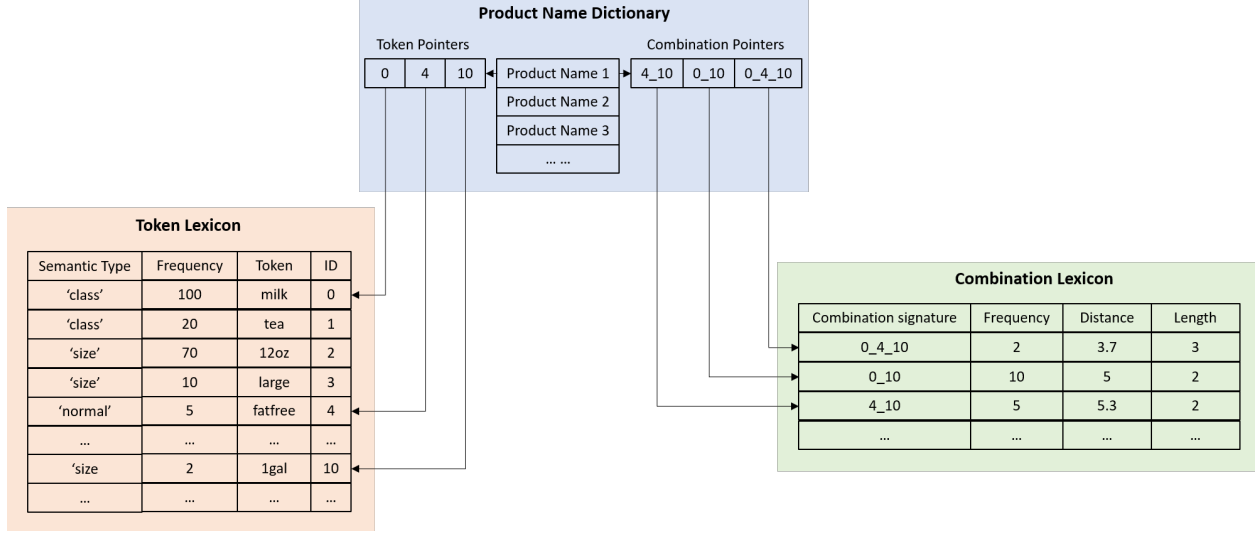 Product Name Dictionary
Token Pointers Combination Pointers
0 4 10 Product Name 1 4_10 0_10 0_4_10
Product Name 2
Product Name 3
... ...
Token Lexicon
Semantic Type Frequency Token ID
‘class’ 100 milk 0
‘class’ 20 tea 1
‘size’ 70 12oz 2
‘size’ 10 large 3
‘normal’ 5 fatfree 4
... ... ... ...
‘size 2 1gal 10
... ... ... ...
Combination Lexicon
Combination signature Frequency Distance Length
0_4_10 2 3.7 3
0_10 10 5 2
4_10 5 5.3 2
... ... ... ...